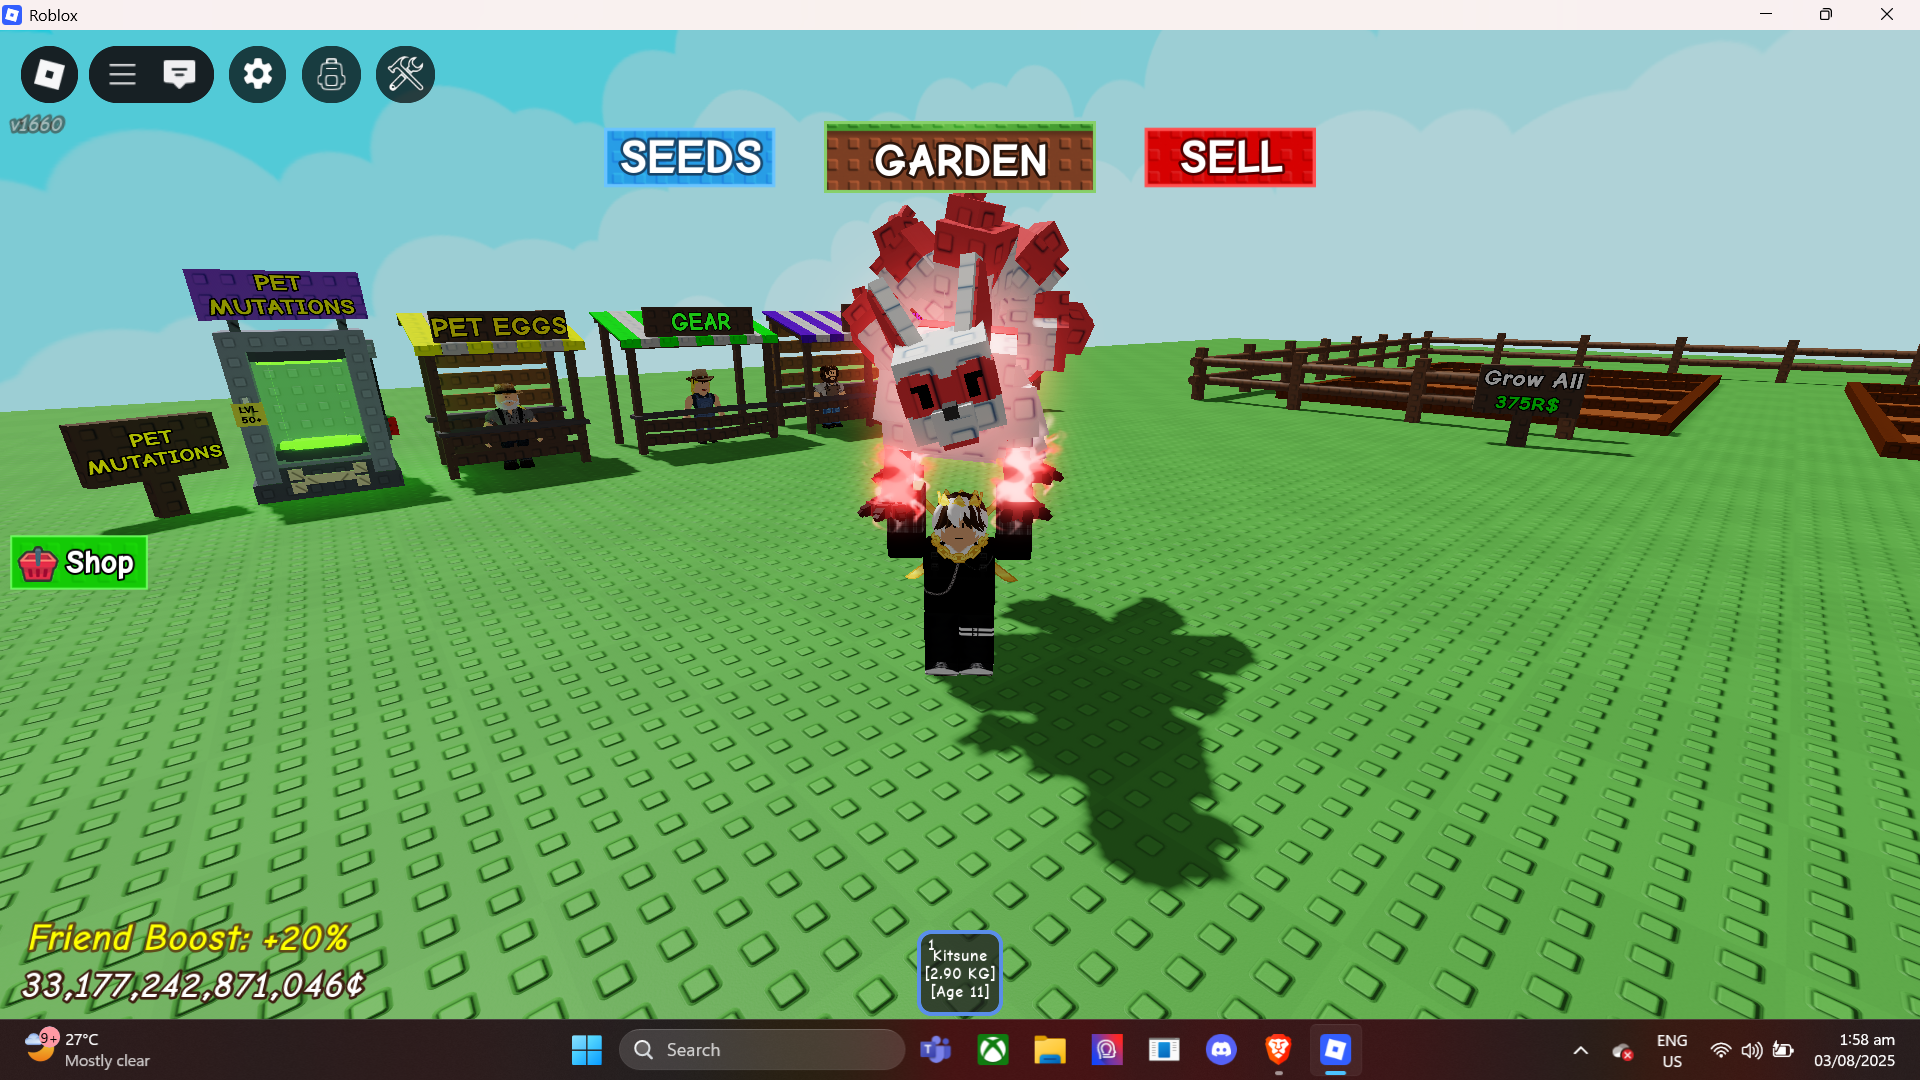 Roblox
v1660
SEEDS
GARDEN
SELL
PET
MUTATIONS
PET EGGS
GEAR
LVL
50+
PET
MUTATIONS
Grow All
375R$
Shop
Friend Boost: +20%
33,177,242,871,046¢
1
Kitsune
[2.90 KG]
[Age 11]
9+
27°C
Mostly clear
Search
ENG
US
1:58 am
03/08/2025